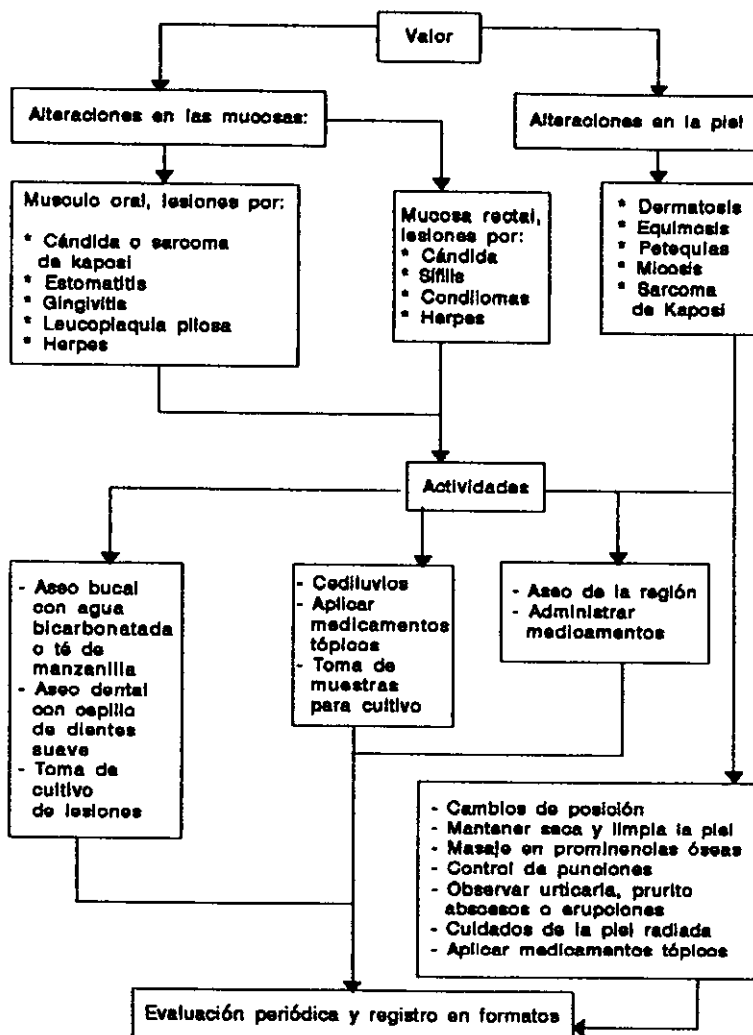 Valor
Alteraciones en las mucosas:
Alteraciones en la piel
Musculo oral, lesiones por:
* Cándida o sarcoma
de kaposi
* Estomatitis
* Gingivitis
* Leucoplaquia pilosa
* Herpes
Mucosa rectal,
lesiones por:
* Cándida
* Sífilis
* Condilomas
* Herpes
* Dermatosis
* Equimosis
* Petequias
* Micosis
* Sarcoma
de Kaposi
Actividades
- Aseo bucal
con agua
bicarbonatada
o té de
manzanilla
- Aseo dental
con cepillo
de dientes
suave
- Toma de
cultivo
de lesiones
- Cediluvios
- Aplicar
medicamentos
tópicos
- Toma de
muestras
para cultivo
- Aseo de la región
- Administrar
medicamentos
- Cambios de posición
- Mantener seca y limpia la piel
- Masaje en prominencias óseas
- Control de punciones
- Observar urticaria, prurito
abscesos o erupciones
- Cuidados de la piel radiada
- Aplicar medicamentos tópicos
Evaluación periódica y registro en formatos